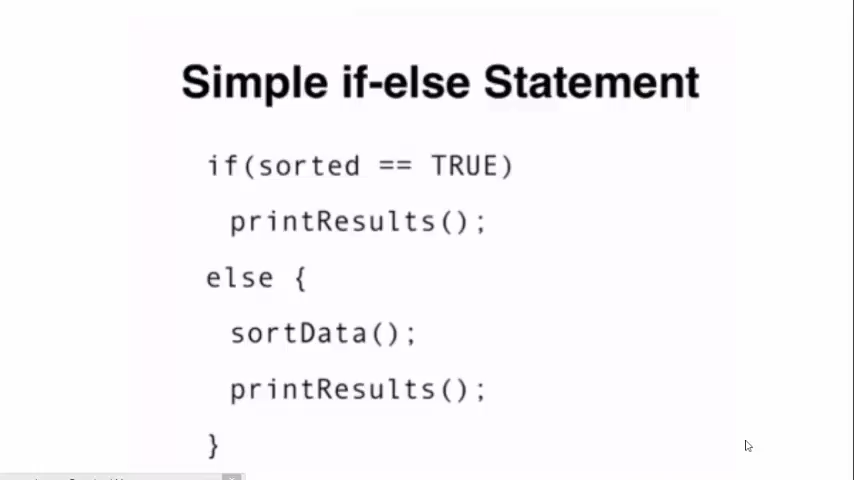 Simple if-else Statement
if(sorted == TRUE)
printResults();
else {
sortData();
printResults();
}